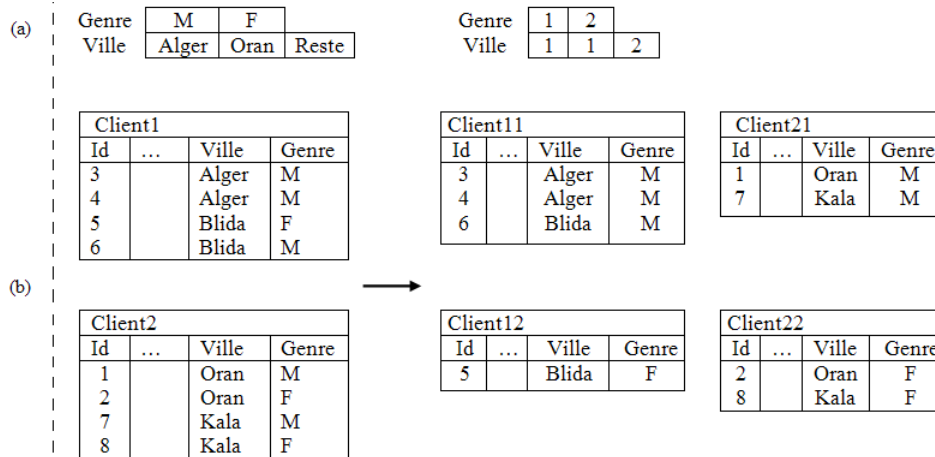 (a)
Genre M F
Ville Alger Oran Reste
Genre 1 2
Ville 1 1 2
Client1
Id ... Ville Genre
3 Alger M
4 Alger M
5 Blida F
6 Blida M
Client11
Id ... Ville Genre
3 Alger M
4 Alger M
6 Blida M
Client21
Id ... Ville Genre
1 Oran M
7 Kala M
(b)
Client2
Id ... Ville Genre
1 Oran M
2 Oran F
7 Kala M
8 Kala F
Client12
Id ... Ville Genre
5 Blida F
Client22
Id ... Ville Genre
2 Oran F
8 Kala F